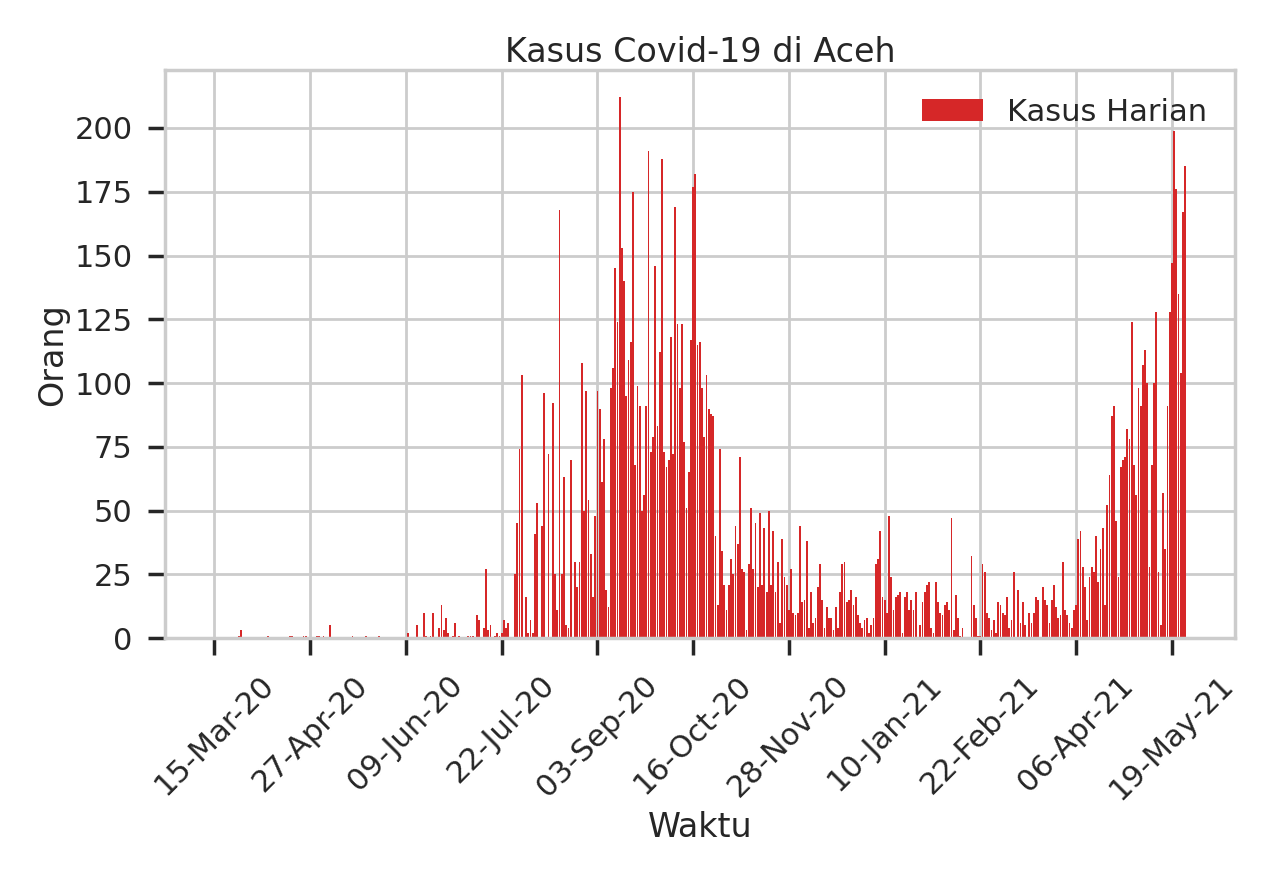 Kasus Covid-19 di Aceh
Kasus Harian
Orang
200
175
150
125
100
75
50
25
0
15-Mar-20
27-Apr-20
09-Jun-20
22-Jul-20
03-Sep-20
16-Oct-20
28-Nov-20
10-Jan-21
22-Feb-21
06-Apr-21
19-May-21
Waktu